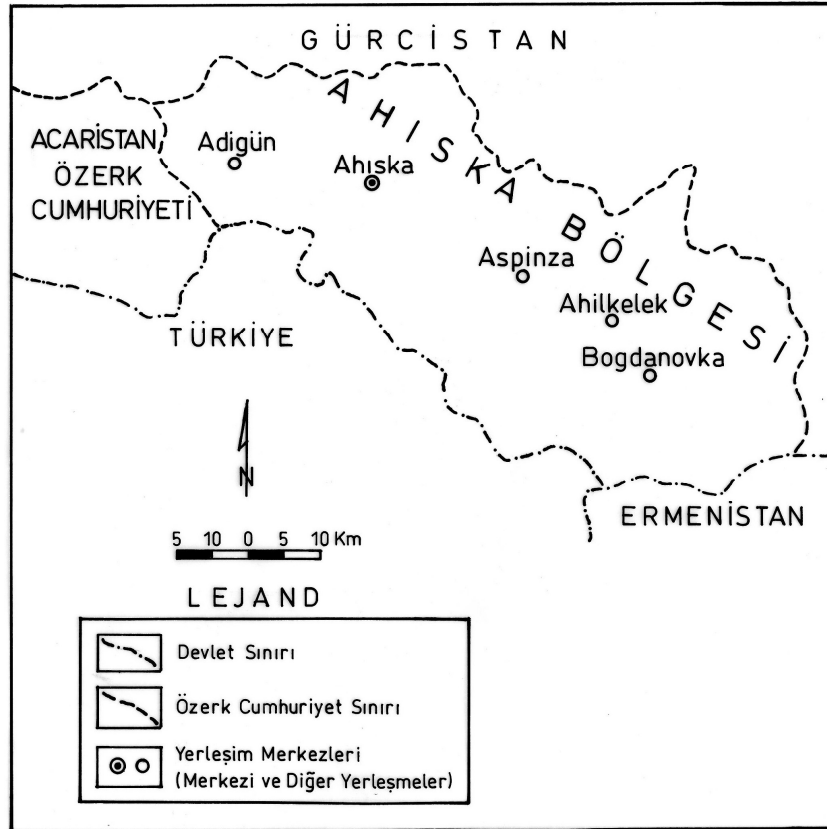 GÜRCİSTAN
AHISKA BÖLGESİ
ACARİSTAN
ÖZERK
CUMHURİYETİ
Adigün
Ahıska
Aspinza
Ahilkelek
Bogdanovka
TÜRKİYE
N
ERMENİSTAN
5 10 0 5 10 Km
LEJAND
Devlet Sınırı
Özerk Cumhuriyet Sınırı
Yerleşim Merkezleri
(Merkezi ve Diğer Yerleşmeler)